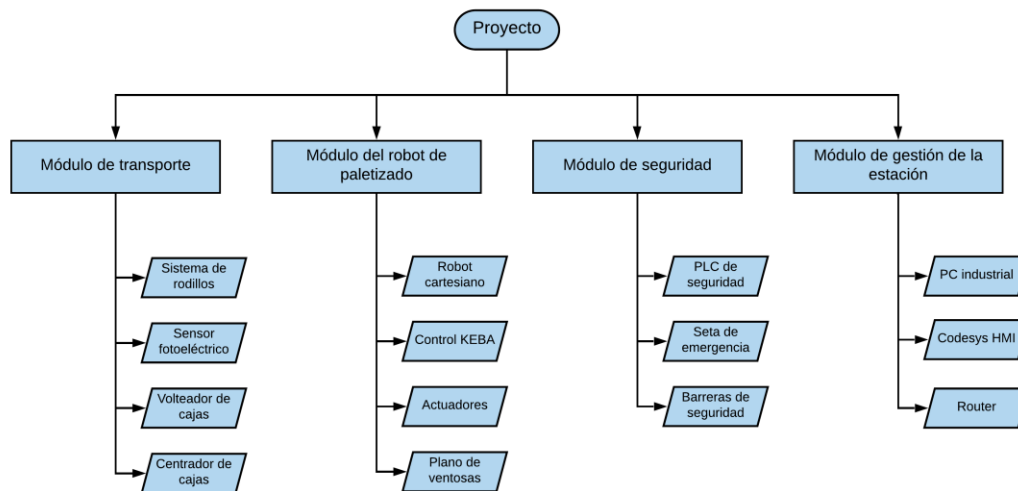 Proyecto
Módulo de transporte
Módulo del robot de
paletizado
Módulo de seguridad
Módulo de gestión de la
estación
Sistema de
rodillos
Sensor
fotoeléctrico
Volteador de
cajas
Centrador de
cajas
Robot
cartesiano
Control KEBA
Actuadores
Plano de
ventosas
PLC de
seguridad
Seta de
emergencia
Barreras de
seguridad
PC industrial
Codesys HMI
Router